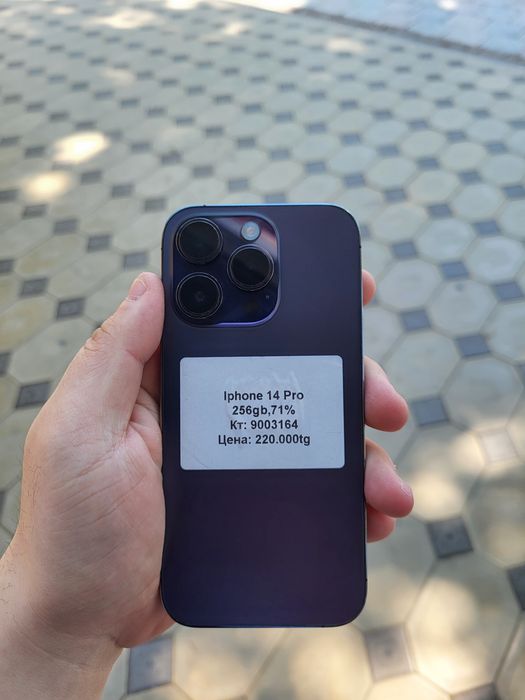 Iphone 14 Pro
256gb,71%
Кт: 9003164
Цена: 220.000tg